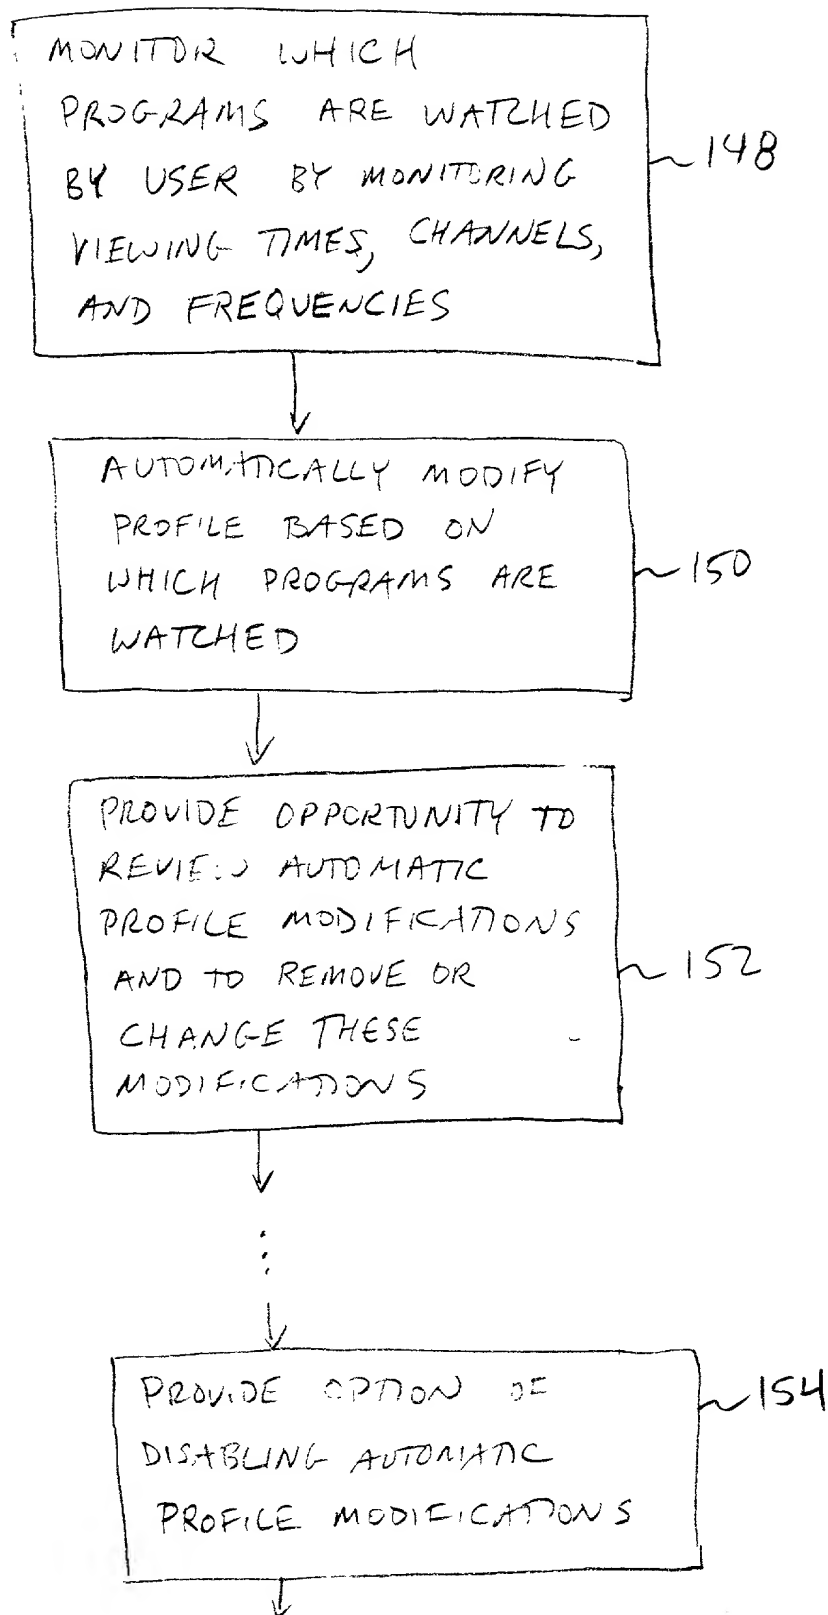 MONITOR WHICH
PROGRAMS ARE WATCHED
BY USER BY MONITORING
VIEWING TIMES, CHANNELS,
AND FREQUENCIES
148
AUTOMATICALLY MODIFY
PROFILE BASED ON
WHICH PROGRAMS ARE
WATCHED
150
PROVIDE OPPORTUNITY TO
REVIEW AUTOMATIC
PROFILE MODIFICATIONS
AND TO REMOVE OR
CHANGE THESE
MODIFICATIONS
152
PROVIDE OPTION OF
DISABLING AUTOMATIC
PROFILE MODIFICATIONS
154